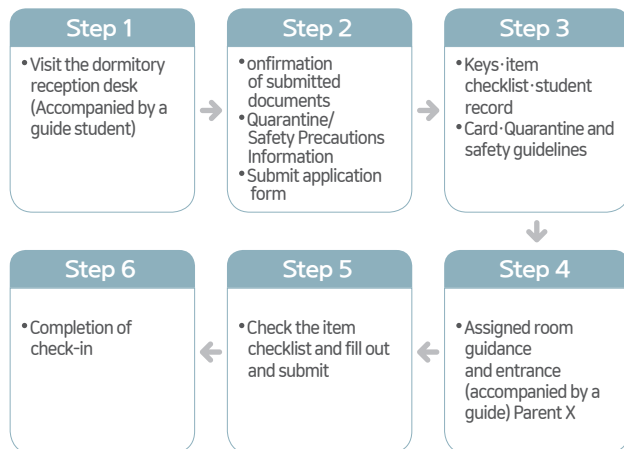 Step 1
• Visit the dormitory
reception desk
(Accompanied by a
guide student)
Step 2
• onfirmation
of submitted
documents
• Quarantine/
Safety Precautions
Information
• Submit application
form
Step 3
• Keys·item
checklist·student
record
• Card·Quarantine and
safety guidelines
Step 4
• Assigned room
guidance
and entrance
(accompanied by a
guide) Parent X
Step 5
• Check the item
checklist and fill out
and submit
Step 6
• Completion of
check-in